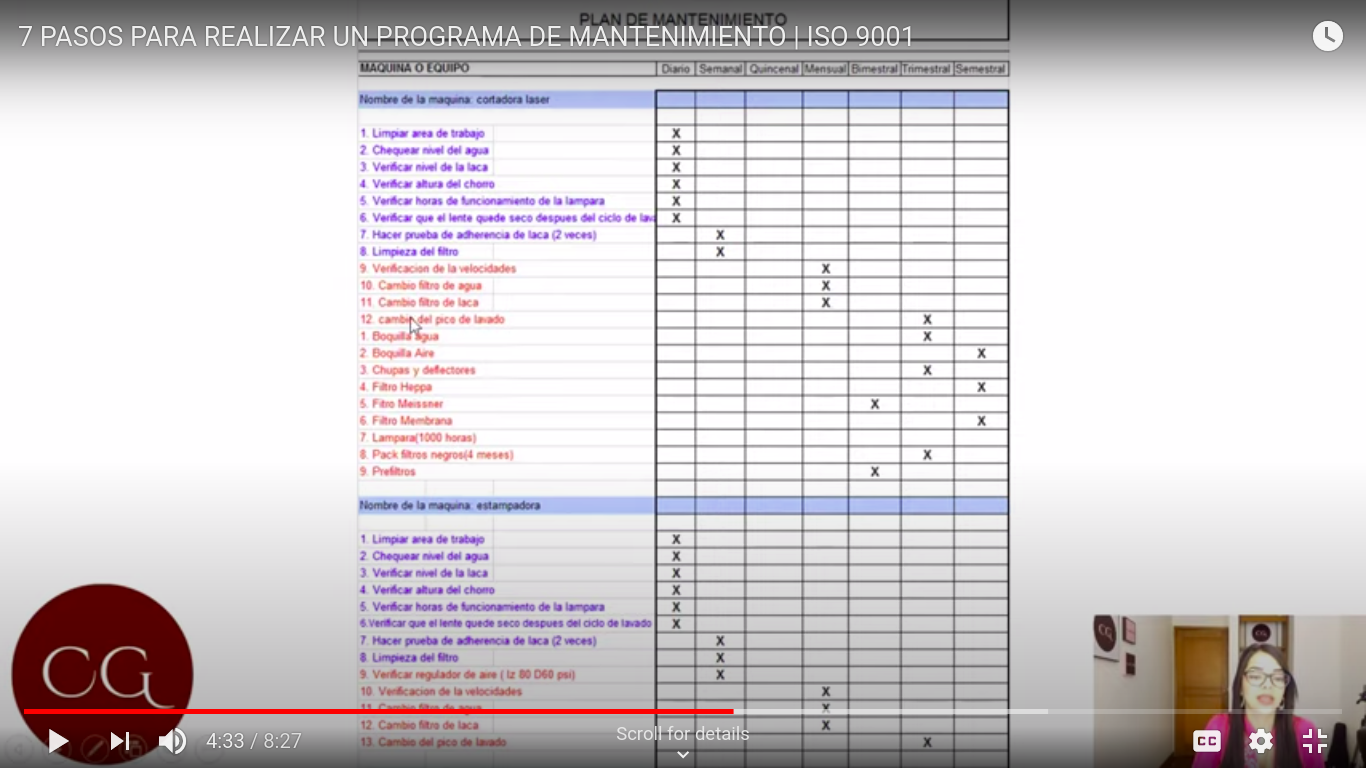 PLAN DE MANTENIMIENTO
7 PASOS PARA REALIZAR UN PROGRAMA DE MANTENIMIENTO | ISO 9001
MAQUINA O EQUIPO Diario Semanal Quincenal Mensual Bimestral Trimestral Semestral
Nombre de la maquina: cortadora laser
1. Limpiar area de trabajo X
2. Chequear nivel del agua X
3. Verificar nivel de la laca X
4. Verificar altura del chorro X
5. Verificar horas de funcionamiento de la lampara X
6. Verificar que el lente quede seco despues del ciclo de lava X
7. Hacer prueba de adherencia de laca (2 veces) X
8. Limpieza del filtro X
9. Verificacion de la velocidades X
10. Cambio filtro de agua X
11. Cambio filtro de laca X
12. cambio del pico de lavado X
1. Boquilla agua X
2. Boquilla Aire X
3. Chupas y deflectores X
4. Filtro Heppa X
5. Fitro Meissner X
6. Filtro Membrana X
7. Lampara(1000 horas)
8. Pack filtros negros(4 meses) X
9. Prefiltros X
Nombre de la maquina: estampadora
1. Limpiar area de trabajo X
2. Chequear nivel del agua X
3. Verificar nivel de la laca X
4. Verificar altura del chorro X
5. Verificar horas de funcionamiento de la lampara X
6.Verificar que el lente quede seco despues del ciclo de lavado X
7. Hacer prueba de adherencia de laca (2 veces) X
8. Limpieza del filtro X
9. Verificar regulador de aire ( Iz 80 D60 psi) X
10. Verificacion de la velocidades X
11. Cambio filtro de agua X
12. Cambio filtro de laca X
13. Cambio del pico de lavado X
CG
4:33 / 8:27
Scroll for details
CC